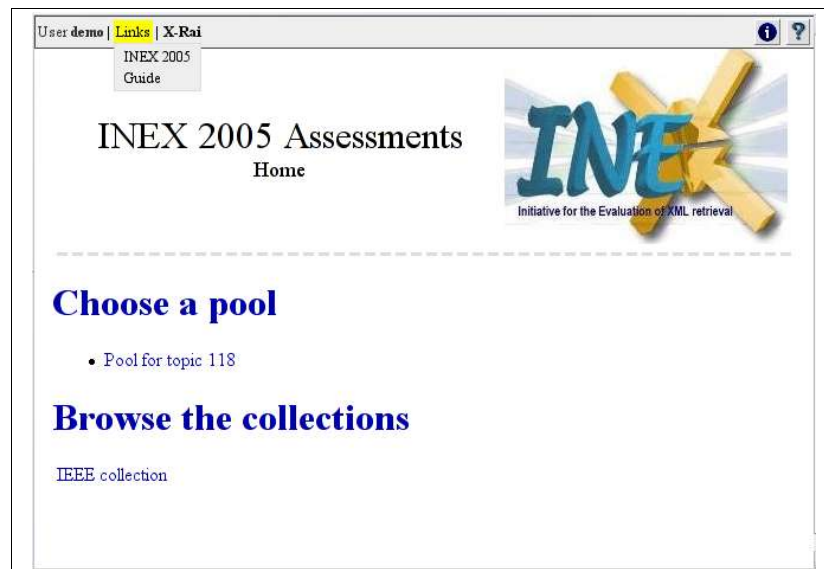 User demo | Links | X-Rai
INEX 2005
Guide
INEX 2005 Assessments
Home
INEX
Initiative for the Evaluation of XML retrieval
Choose a pool
• Pool for topic 118
Browse the collections
IEEE collection